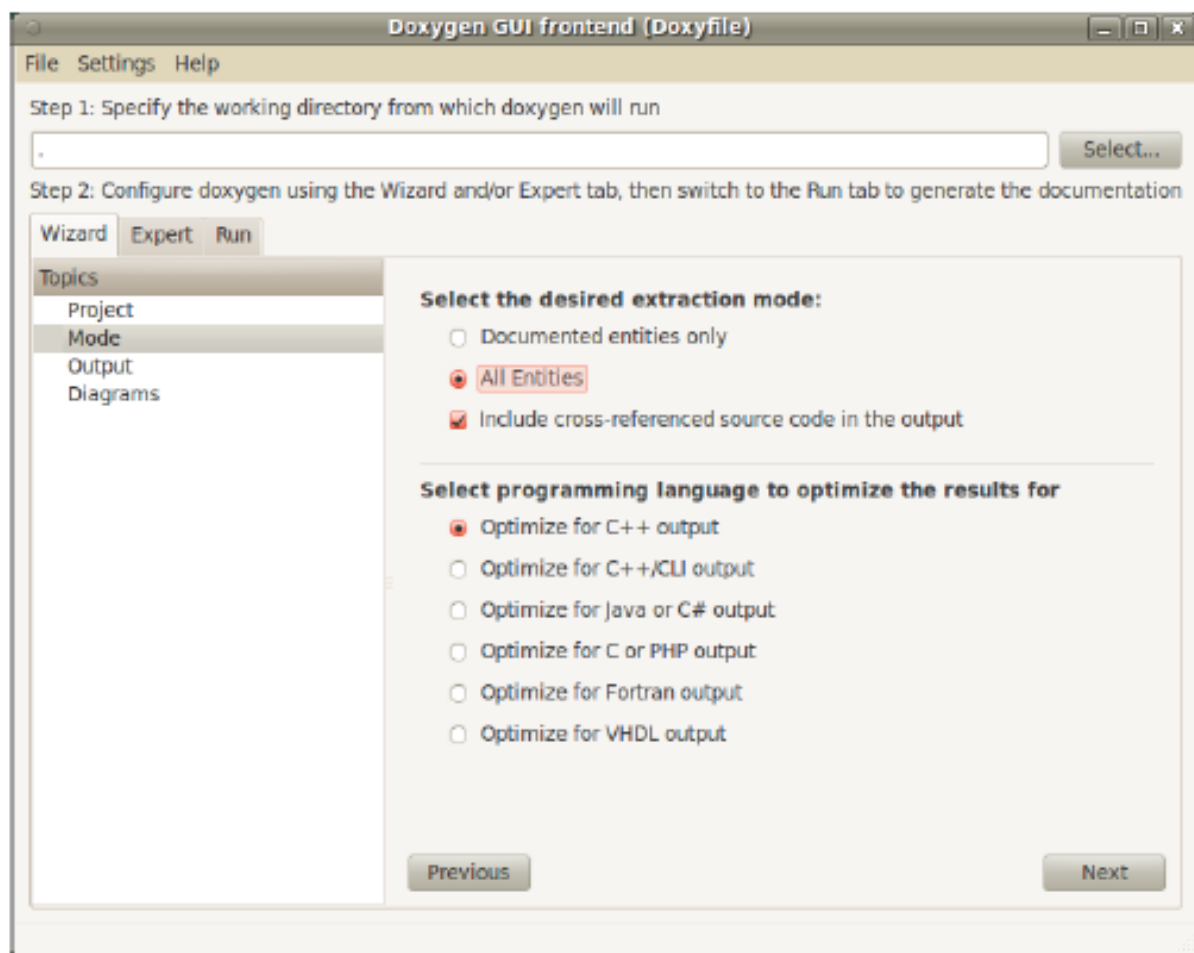 Doxygen GUI frontend (Doxyfile)
File Settings Help
Step 1: Specify the working directory from which doxygen will run
.
Select...
Step 2: Configure doxygen using the Wizard and/or Expert tab, then switch to the Run tab to generate the documentation
Wizard Expert Run
Topics
Project
Mode
Output
Diagrams
Select the desired extraction mode:
Documented entities only
All Entities
Include cross-referenced source code in the output
Select programming language to optimize the results for
Optimize for C++ output
Optimize for C++/CLI output
Optimize for Java or C# output
Optimize for C or PHP output
Optimize for Fortran output
Optimize for VHDL output
Previous
Next